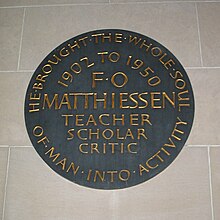 HE·BROUGHT·THE·WHOLE·SOUL
OF·MAN·INTO·ACTIVITY
1902 TO 1950
F·O
MATTHIESSEN
TEACHER
SCHOLAR
CRITIC